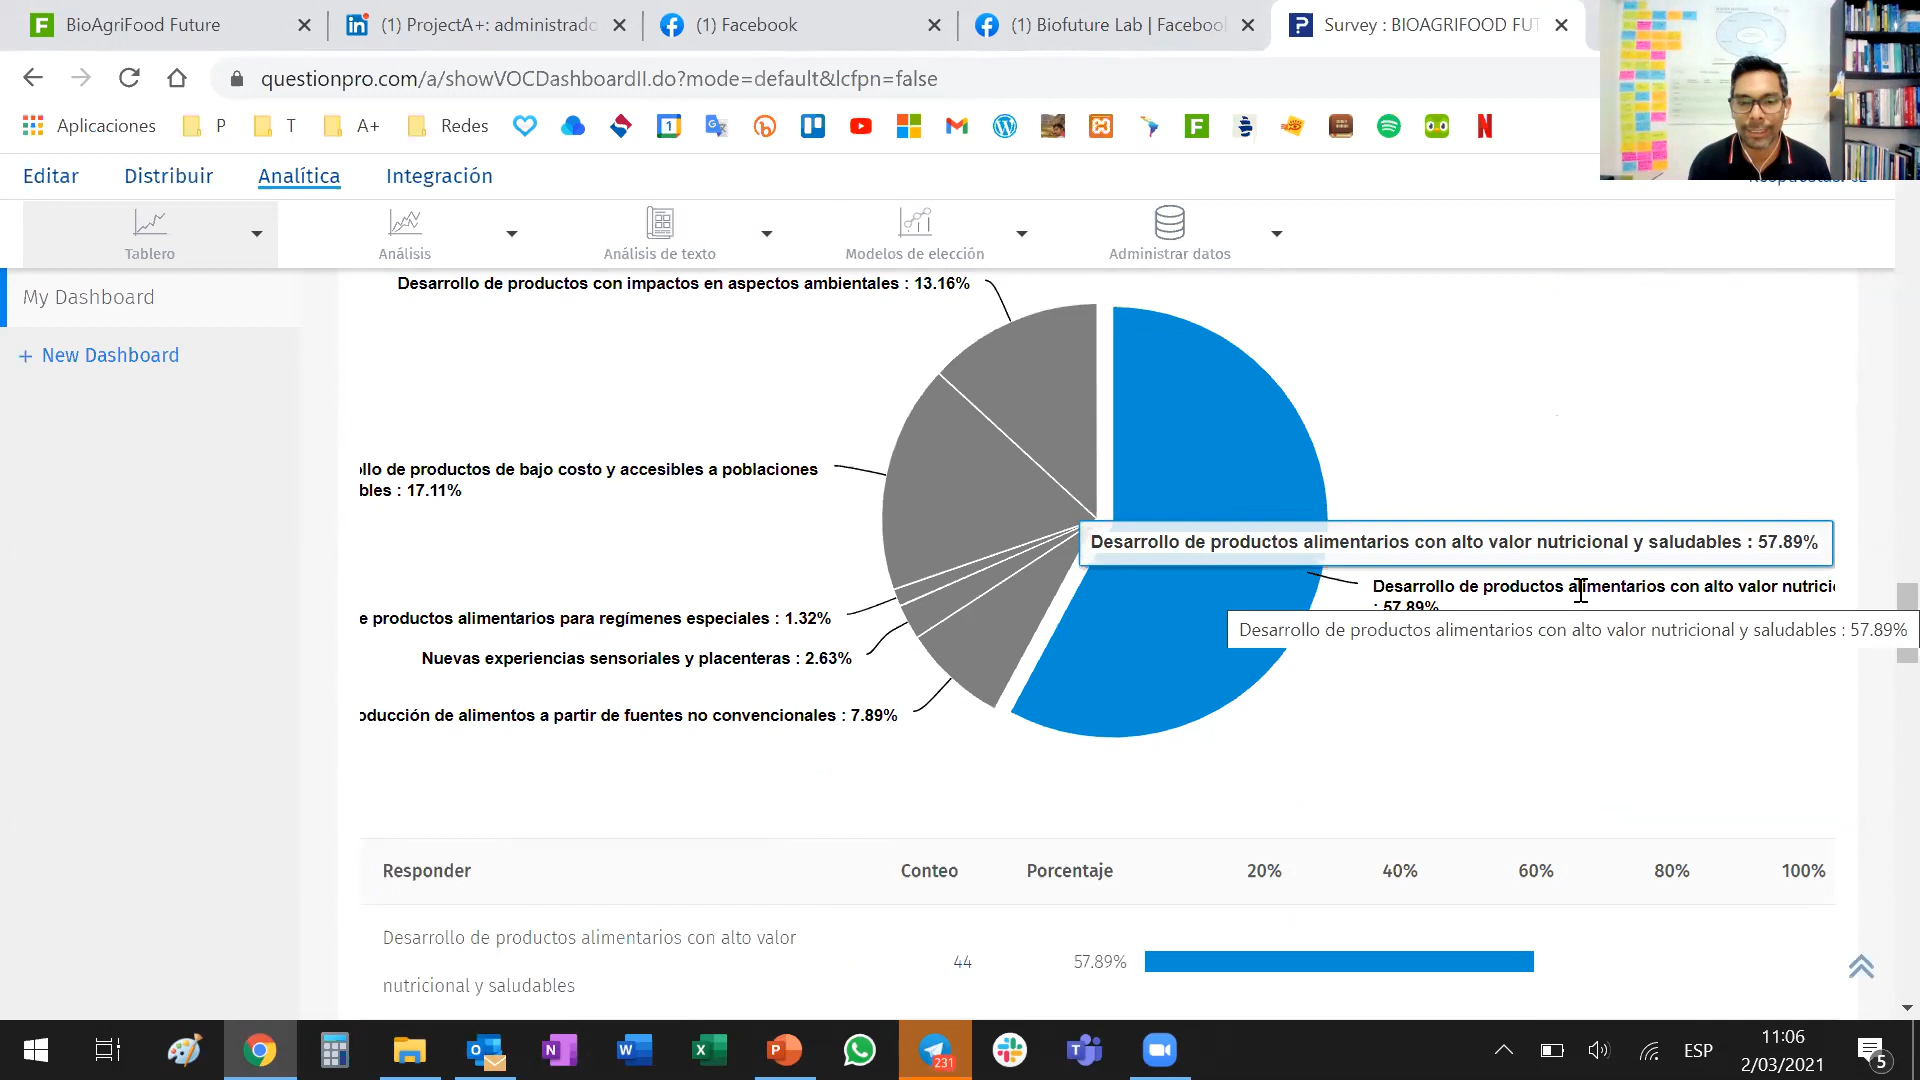 BioAgriFood Future
(1) ProjectA+: administrado
(1) Facebook
(1) Biofuture Lab | Facebool
Survey : BIOAGRIFOOD FUT
questionpro.com/a/showVOCDashboardII.do?mode=default&lcfpn=false
Aplicaciones
P
T
A+
Redes
Editar
Distribuir
Analítica
Integración
Tablero
Análisis
Análisis de texto
Modelos de elección
Administrar datos
My Dashboard
+ New Dashboard
Desarrollo de productos con impactos en aspectos ambientales : 13.16%
llo de productos de bajo costo y accesibles a poblaciones
bles : 17.11%
Desarrollo de productos alimentarios con alto valor nutricional y saludables : 57.89%
Desarrollo de productos alimentarios con alto valor nutrici
: 57.89%
e productos alimentarios para regímenes especiales : 1.32%
Desarrollo de productos alimentarios con alto valor nutricional y saludables : 57.89%
Nuevas experiencias sensoriales y placenteras : 2.63%
oducción de alimentos a partir de fuentes no convencionales : 7.89%
Responder
Conteo
Porcentaje
20%
40%
60%
80%
100%
Desarrollo de productos alimentarios con alto valor
nutricional y saludables
44
57.89%
231
ESP
11:06
2/03/2021
5